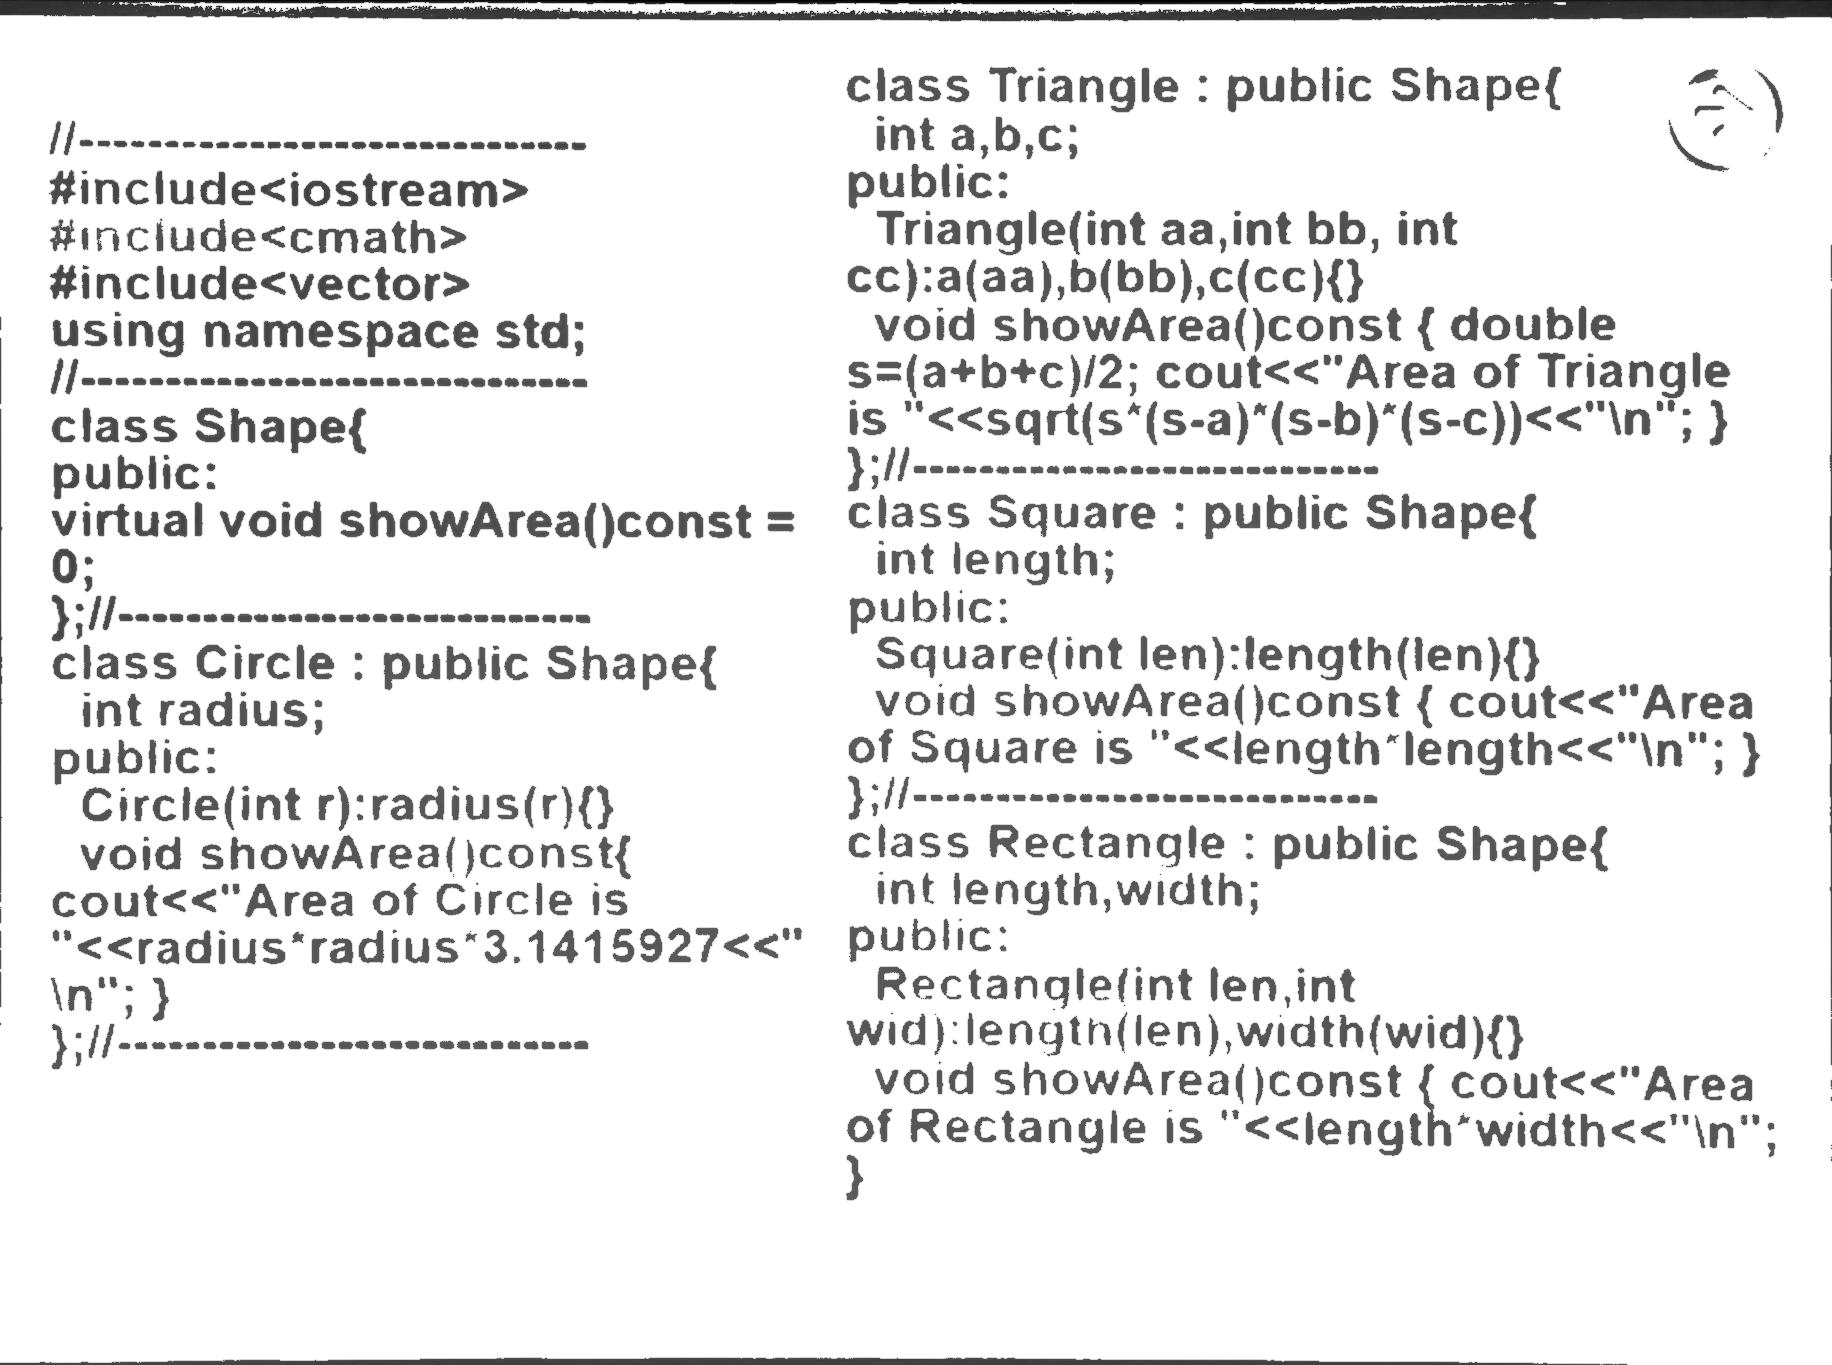 //------------------------------
#include<iostream>
#include<cmath>
#include<vector>
using namespace std;
//------------------------------
class Shape{
public:
virtual void showArea()const =
0;
};//----------------------------
class Circle : public Shape{
  int radius;
public:
  Circle(int r):radius(r){}
  void showArea()const{
cout<<"Area of Circle is
"<<radius*radius*3.1415927<<"
\n"; }
};//----------------------------
class Triangle : public Shape{
  int a,b,c;
public:
  Triangle(int aa,int bb, int
cc):a(aa),b(bb),c(cc){}
  void showArea()const { double
s=(a+b+c)/2; cout<<"Area of Triangle
is "<<sqrt(s*(s-a)*(s-b)*(s-c))<<"\n"; }
};//----------------------------
class Square : public Shape{
  int length;
public:
  Square(int len):length(len){}
  void showArea()const { cout<<"Area
of Square is "<<length*length<<"\n"; }
};//----------------------------
class Rectangle : public Shape{
  int length,width;
public:
  Rectangle(int len,int
wid):length(len),width(wid){}
  void showArea()const { cout<<"Area
of Rectangle is "<<length*width<<"\n";
}